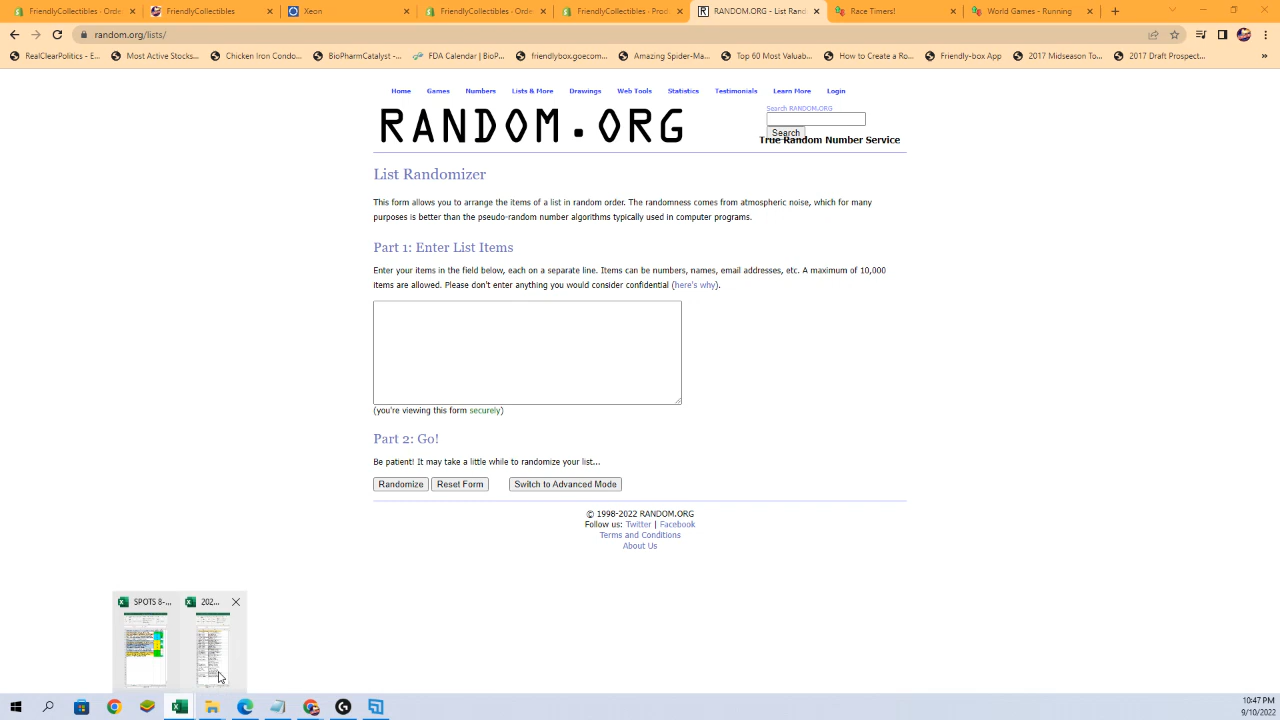 FriendlyCollectibles - Order
FriendlyCollectibles
Xeon
FriendlyCollectibles - Order
FriendlyCollectibles - Prod
RANDOM.ORG - List Rand
Race Timers!
World Games - Running
random.org/lists/
RealClearPolitics - E...
Most Active Stocks...
Chicken Iron Condo...
BioPharmCatalyst -...
FDA Calendar | BioP...
friendlybox.goecom...
Amazing Spider-Ma...
Top 60 Most Valuab...
How to Create a Ro...
Friendly-box App
2017 Midseason To...
2017 Draft Prospect...
Home Games Numbers Lists & More Drawings Web Tools Statistics Testimonials Learn More Login
Search RANDOM.ORG
RANDOM.ORG
Search
True Random Number Service
List Randomizer
This form allows you to arrange the items of a list in random order. The randomness comes from atmospheric noise, which for many
purposes is better than the pseudo-random number algorithms typically used in computer programs.
Part 1: Enter List Items
Enter your items in the field below, each on a separate line. Items can be numbers, names, email addresses, etc. A maximum of 10,000
items are allowed. Please don't enter anything you would consider confidential (here's why).
(you're viewing this form securely)
Part 2: Go!
Be patient! It may take a little while to randomize your list...
Randomize Reset Form Switch to Advanced Mode
© 1998-2022 RANDOM.ORG
Follow us: Twitter | Facebook
Terms and Conditions
About Us
SPOTS 8-... 202...
10:47 PM
9/10/2022